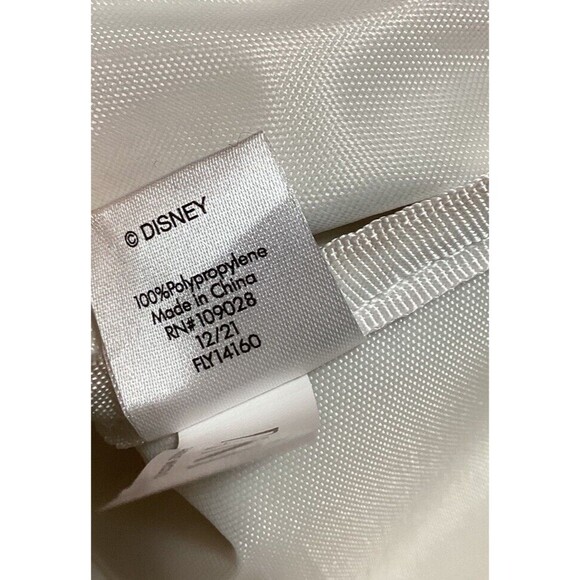 © DISNEY
100%Polypropylene
Made in China
RN#109028
12/21
FLY14160